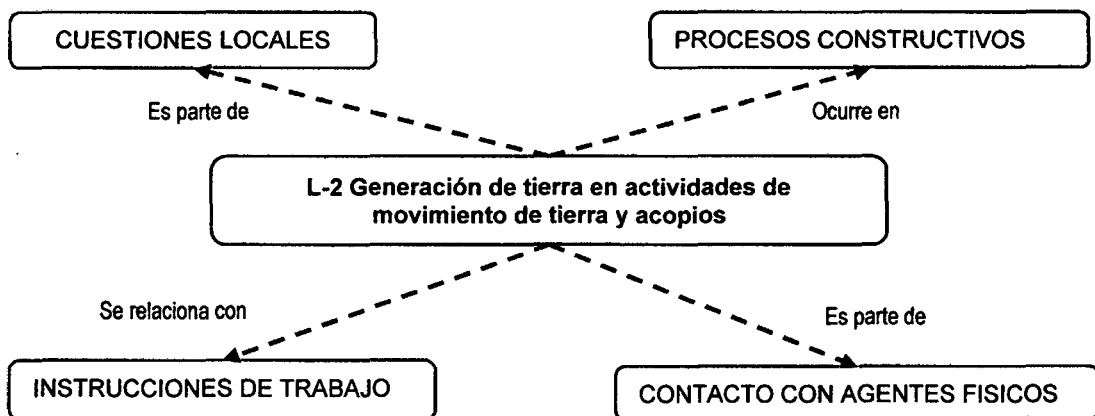 CUESTIONES LOCALES
PROCESOS CONSTRUCTIVOS
Es parte de
Ocurre en
L-2 Generación de tierra en actividades de
movimiento de tierra y acopios
Se relaciona con
Es parte de
INSTRUCCIONES DE TRABAJO
CONTACTO CON AGENTES FISICOS